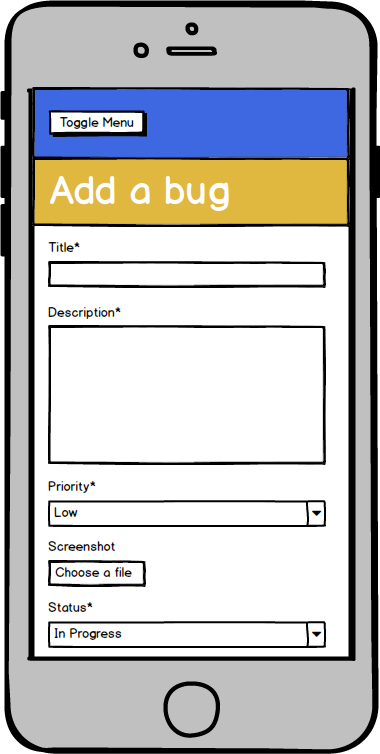 Toggle Menu
Add a bug
Title*
Description*
Priority*
Low
Screenshot
Choose a file
Status*
In Progress